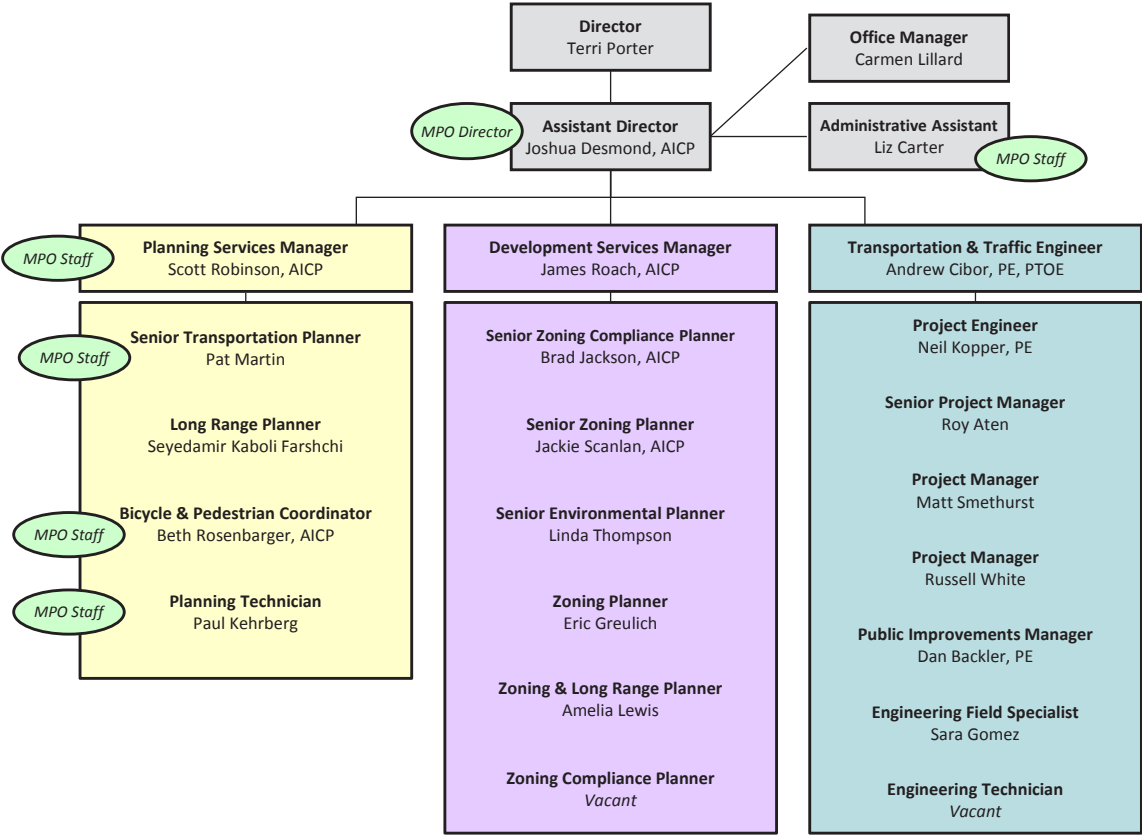 Director
Terri Porter
Office Manager
Carmen Lillard
MPO Director
Assistant Director
Joshua Desmond, AICP
Administrative Assistant
Liz Carter
MPO Staff
MPO Staff
Planning Services Manager
Scott Robinson, AICP
Development Services Manager
James Roach, AICP
Transportation & Traffic Engineer
Andrew Cibor, PE, PTOE
MPO Staff
Senior Transportation Planner
Pat Martin
Long Range Planner
Seyedamir Kaboli Farshchi
MPO Staff
Bicycle & Pedestrian Coordinator
Beth Rosenbarger, AICP
MPO Staff
Planning Technician
Paul Kehrberg
Senior Zoning Compliance Planner
Brad Jackson, AICP
Senior Zoning Planner
Jackie Scanlan, AICP
Senior Environmental Planner
Linda Thompson
Zoning Planner
Eric Greulich
Zoning & Long Range Planner
Amelia Lewis
Zoning Compliance Planner
Vacant
Project Engineer
Neil Kopper, PE
Senior Project Manager
Roy Aten
Project Manager
Matt Smethurst
Project Manager
Russell White
Public Improvements Manager
Dan Backler, PE
Engineering Field Specialist
Sara Gomez
Engineering Technician
Vacant